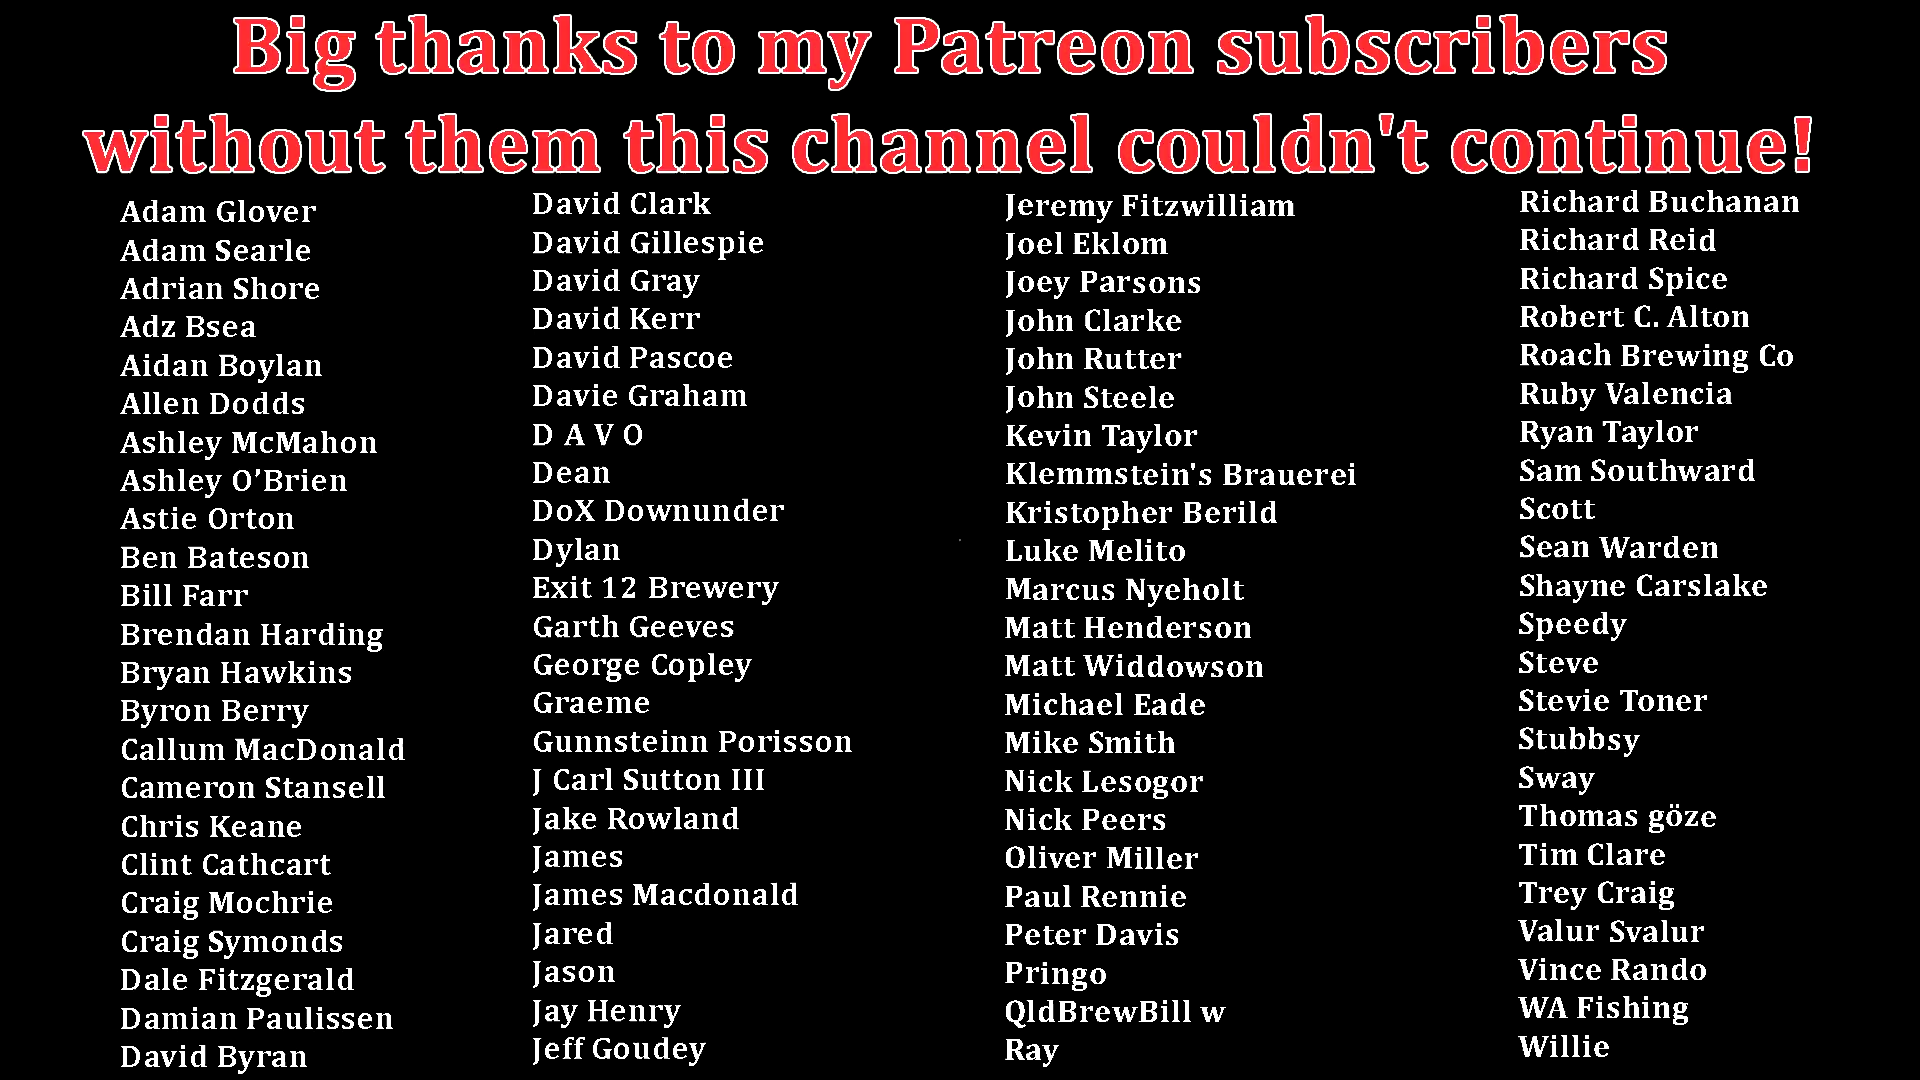 Big thanks to my Patreon subscribers
without them this channel couldn't continue!
Adam Glover
Adam Searle
Adrian Shore
Adz Bsea
Aidan Boylan
Allen Dodds
Ashley McMahon
Ashley O’Brien
Astie Orton
Ben Bateson
Bill Farr
Brendan Harding
Bryan Hawkins
Byron Berry
Callum MacDonald
Cameron Stansell
Chris Keane
Clint Cathcart
Craig Mochrie
Craig Symonds
Dale Fitzgerald
Damian Paulissen
David Byran
David Clark
David Gillespie
David Gray
David Kerr
David Pascoe
Davie Graham
D A V O
Dean
DoX Downunder
Dylan
Exit 12 Brewery
Garth Geeves
George Copley
Graeme
Gunnsteinn Porisson
J Carl Sutton III
Jake Rowland
James
James Macdonald
Jared
Jason
Jay Henry
Jeff Goudey
Jeremy Fitzwilliam
Joel Eklom
Joey Parsons
John Clarke
John Rutter
John Steele
Kevin Taylor
Klemmstein's Brauerei
Kristopher Berild
Luke Melito
Marcus Nyeholt
Matt Henderson
Matt Widdowson
Michael Eade
Mike Smith
Nick Lesogor
Nick Peers
Oliver Miller
Paul Rennie
Peter Davis
Pringo
QldBrewBill w
Ray
Richard Buchanan
Richard Reid
Richard Spice
Robert C. Alton
Roach Brewing Co
Ruby Valencia
Ryan Taylor
Sam Southward
Scott
Sean Warden
Shayne Carslake
Speedy
Steve
Stevie Toner
Stubbsy
Sway
Thomas göze
Tim Clare
Trey Craig
Valur Svalur
Vince Rando
WA Fishing
Willie